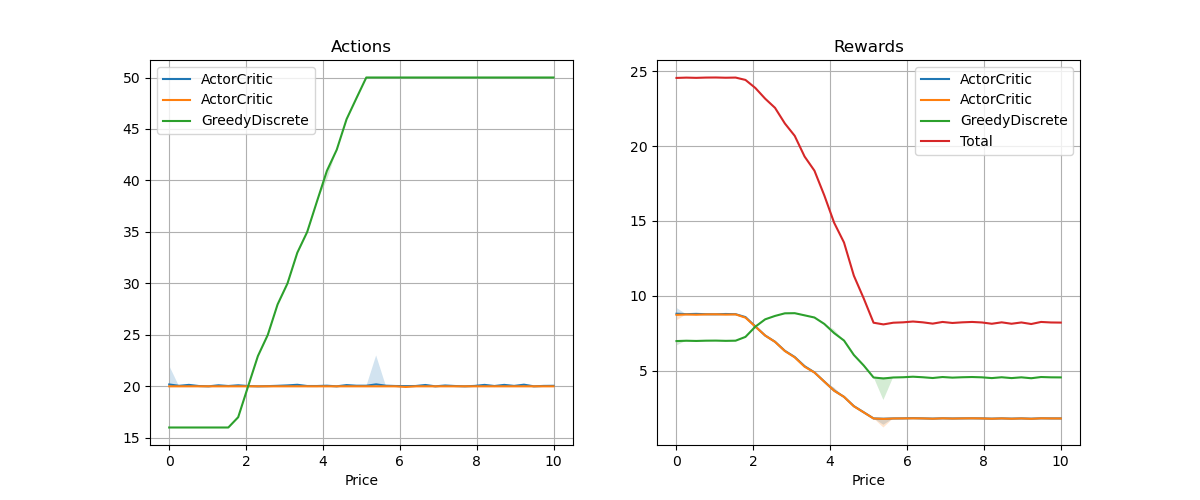 Actions
50
45
40
35
30
25
20
15
ActorCritic
ActorCritic
GreedyDiscrete
0
2
4
6
8
10
Price
Rewards
25
20
15
10
5
ActorCritic
ActorCritic
GreedyDiscrete
Total
0
2
4
6
8
10
Price